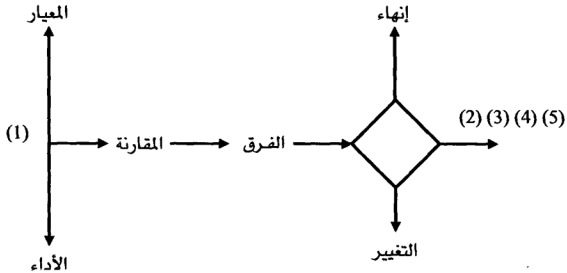 المعيار
إنهاء
(1)
المقارنة
الفرق
(2) (3) (4) (5)
التغيير
الأداء